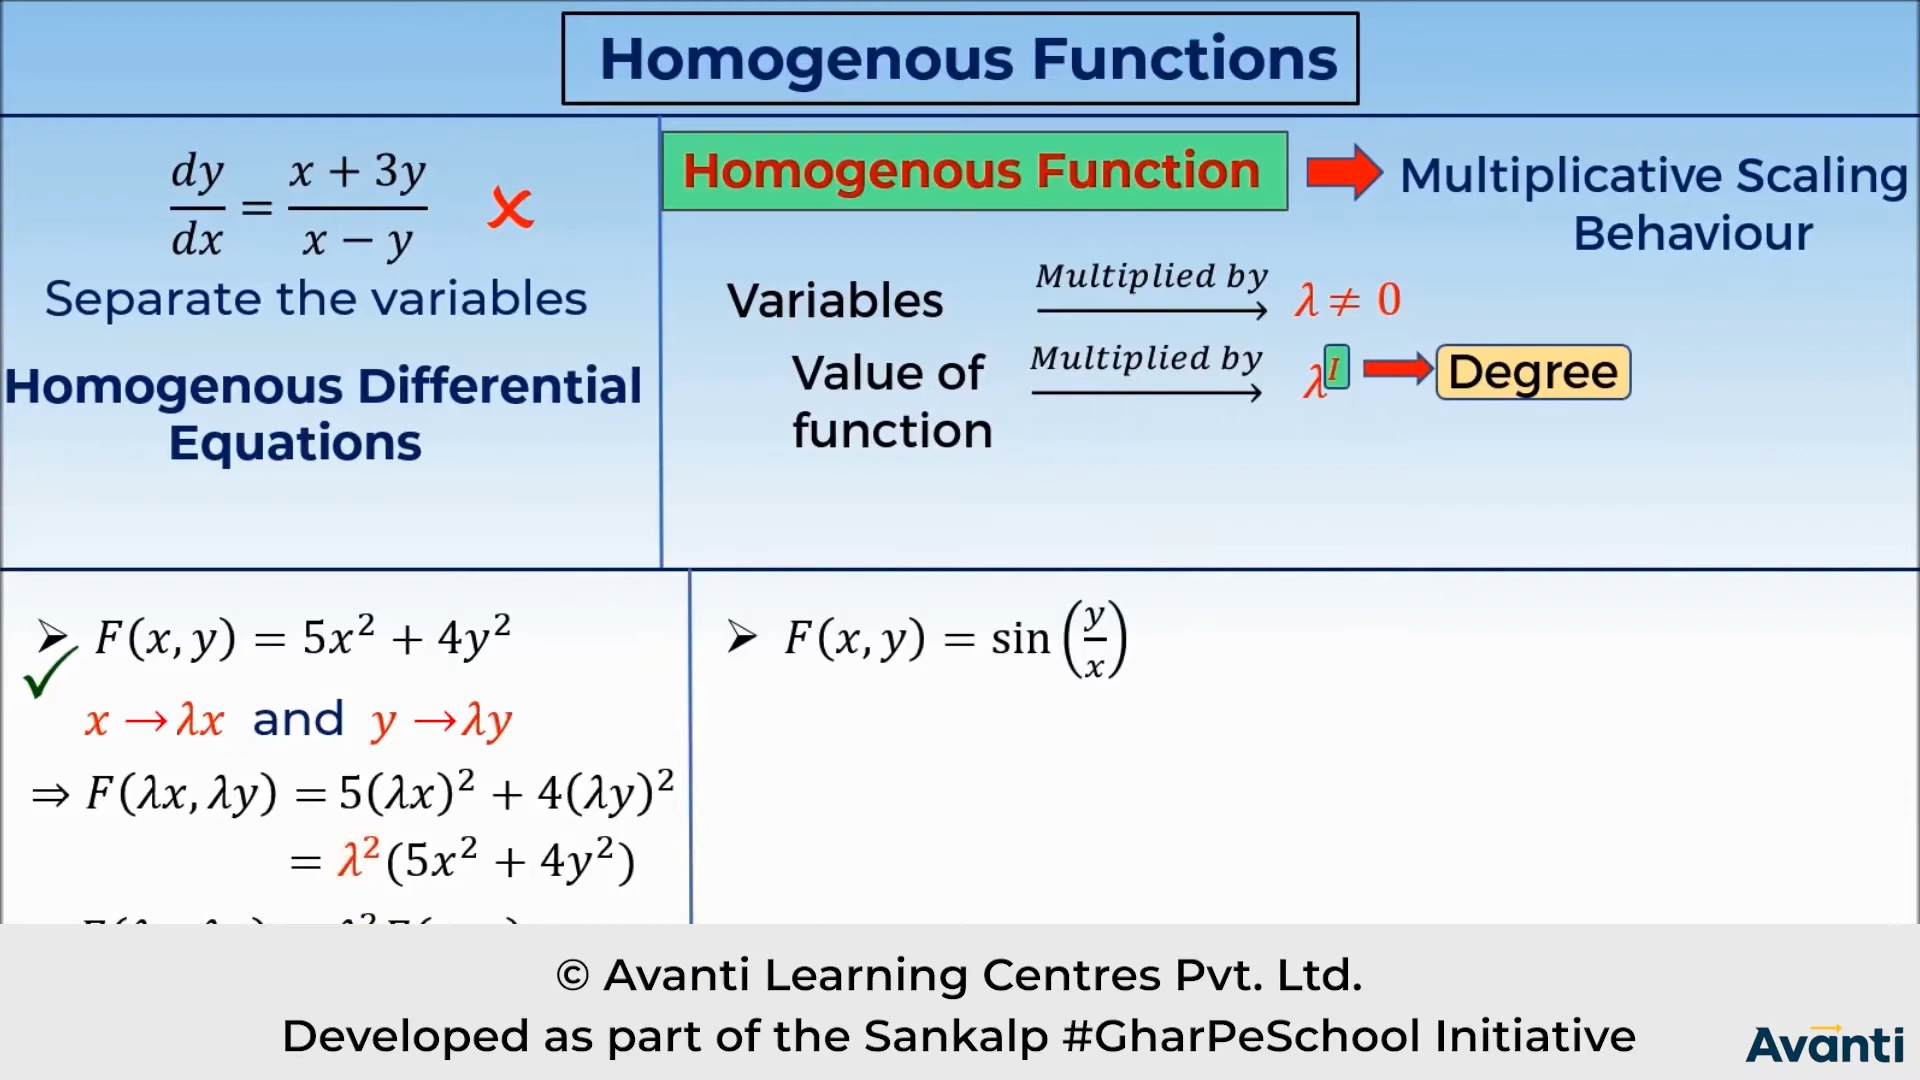 Homogenous Functions
dy/dx = (x + 3y)/(x − y) ✗
Separate the variables
Homogenous Differential
Equations
Homogenous Function
Multiplicative Scaling
Behaviour
Variables Multiplied by λ ≠ 0
Value of function Multiplied by λ^I Degree
➢ F(x, y) = 5x² + 4y²
✓
x → λx and y → λy
⇒ F(λx, λy) = 5(λx)² + 4(λy)²
= λ²(5x² + 4y²)
➢ F(x, y) = sin(y/x)
© Avanti Learning Centres Pvt. Ltd.
Developed as part of the Sankalp #GharPeSchool Initiative
Avanti